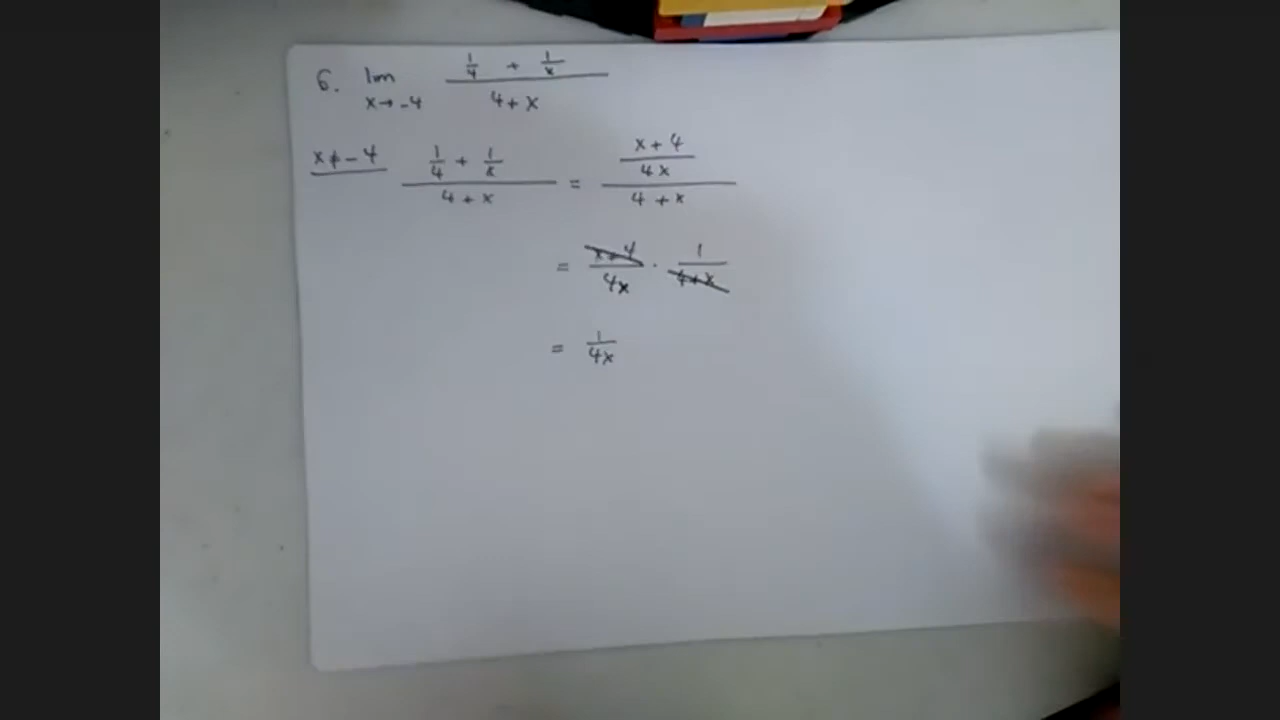 6. lim x→-4 (1/4 + 1/x)/(4+x)
x≠-4 (1/4 + 1/x)/(4+x) = ((x+4)/(4x))/(4+x)
= (x+4)/(4x) · 1/(4+x)
= 1/(4x)